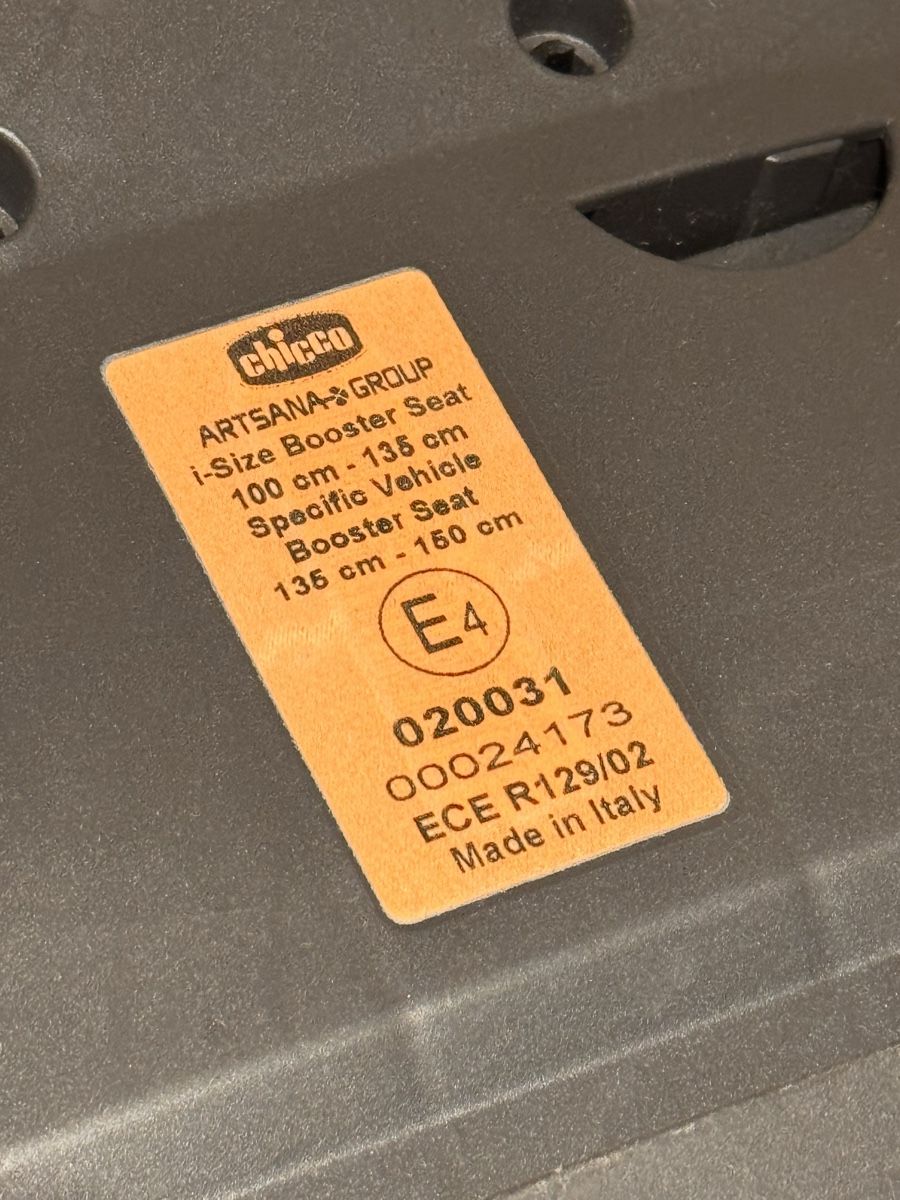 chicco
ARTSANA GROUP
i-Size Booster Seat
100 cm - 135 cm
Specific Vehicle
Booster Seat
135 cm - 150 cm
E4
020031
00024173
ECE R129/02
Made in Italy